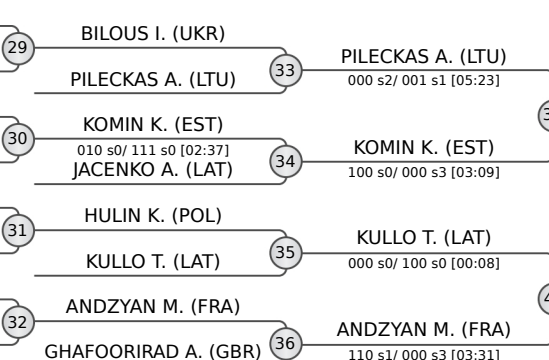 BILOUS I. (UKR)
29
PILECKAS A. (LTU)
33
PILECKAS A. (LTU)
000 s2/ 001 s1 [05:23]
KOMIN K. (EST)
30
010 s0/ 111 s0 [02:37]
JACENKO A. (LAT)
34
KOMIN K. (EST)
100 s0/ 000 s3 [03:09]
HULIN K. (POL)
31
KULLO T. (LAT)
35
KULLO T. (LAT)
000 s0/ 100 s0 [00:08]
ANDZYAN M. (FRA)
32
GHAFOORIRAD A. (GBR)
36
ANDZYAN M. (FRA)
110 s1/ 000 s3 [03:31]